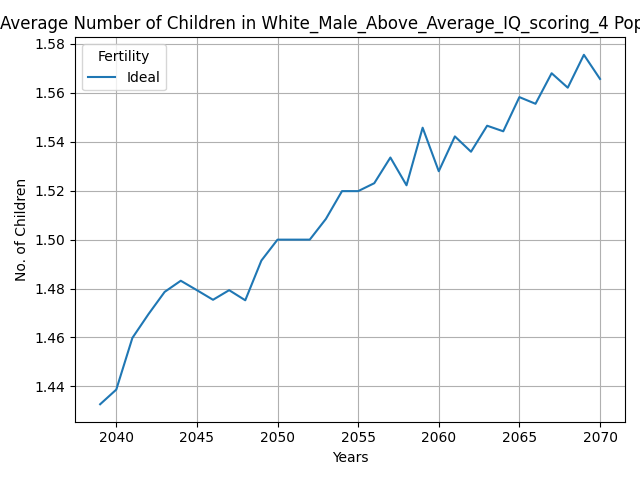 Average Number of Children in White_Male_Above_Average_IQ_scoring_4 Pop
1.58
1.56
1.54
1.52
1.50
1.48
1.46
1.44
No. of Children
Fertility
Ideal
2040 2045 2050 2055 2060 2065 2070
Years